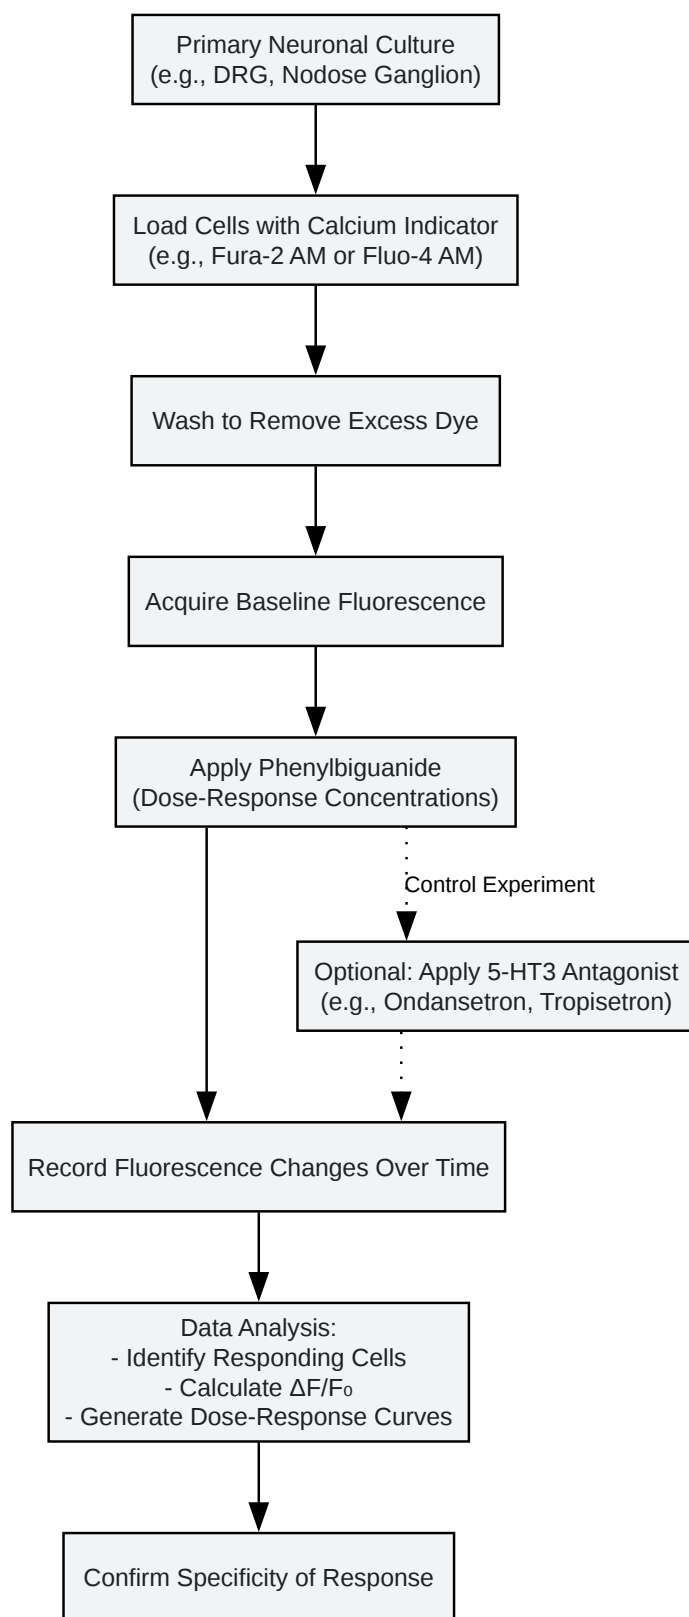 Primary Neuronal Culture
(e.g., DRG, Nodose Ganglion)
Load Cells with Calcium Indicator
(e.g., Fura-2 AM or Fluo-4 AM)
Wash to Remove Excess Dye
Acquire Baseline Fluorescence
Apply Phenylbiguanide
(Dose-Response Concentrations)
Control Experiment
Optional: Apply 5-HT3 Antagonist
(e.g., Ondansetron, Tropisetron)
Record Fluorescence Changes Over Time
Data Analysis:
- Identify Responding Cells
- Calculate ΔF/F₀
- Generate Dose-Response Curves
Confirm Specificity of Response